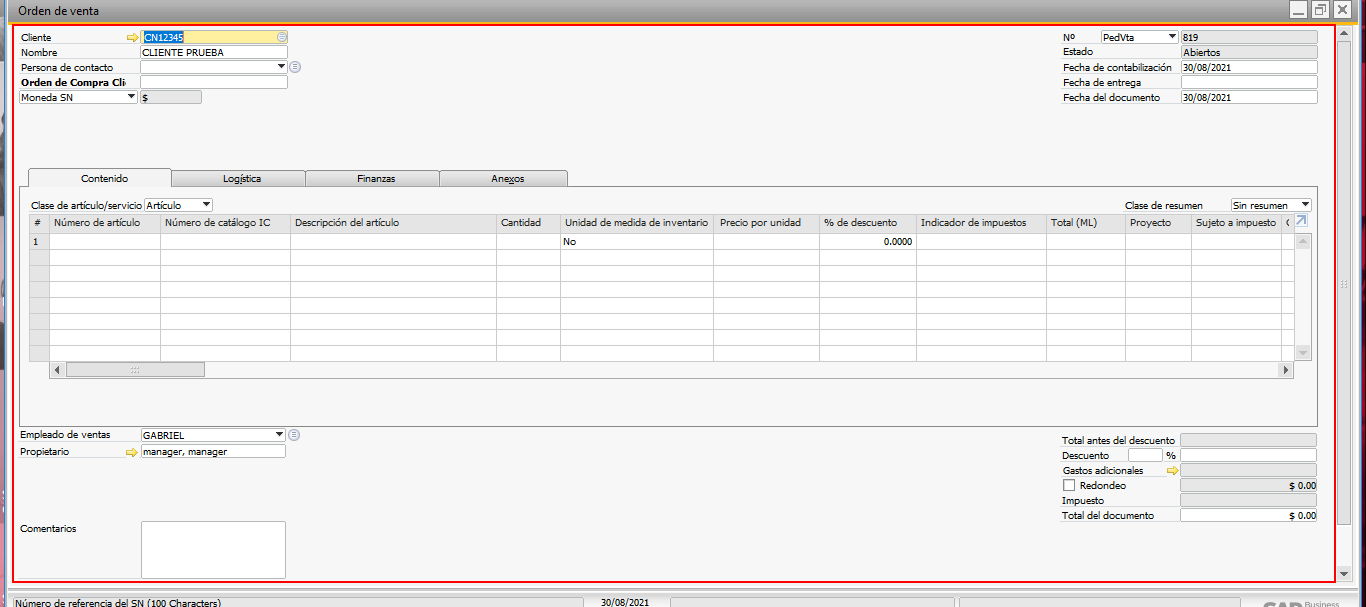 Orden de venta
Cliente CN12345
Nombre CLIENTE PRUEBA
Persona de contacto
Orden de Compra Cli
Moneda SN $
Nº PedVta 819
Estado Abiertos
Fecha de contabilización 30/08/2021
Fecha de entrega
Fecha del documento 30/08/2021
Contenido Logística Finanzas Anexos
Clase de artículo/servicio Artículo Clase de resumen Sin resumen
# Número de artículo Número de catálogo IC Descripción del artículo Cantidad Unidad de medida de inventario Precio por unidad % de descuento Indicador de impuestos Total (ML) Proyecto Sujeto a impuesto
1 No 0.0000
Empleado de ventas GABRIEL
Propietario manager, manager
Comentarios
Total antes del descuento
Descuento %
Gastos adicionales
Redondeo $ 0.00
Impuesto
Total del documento $ 0.00
Número de referencia del SN (100 Characters) 30/08/2021
Business